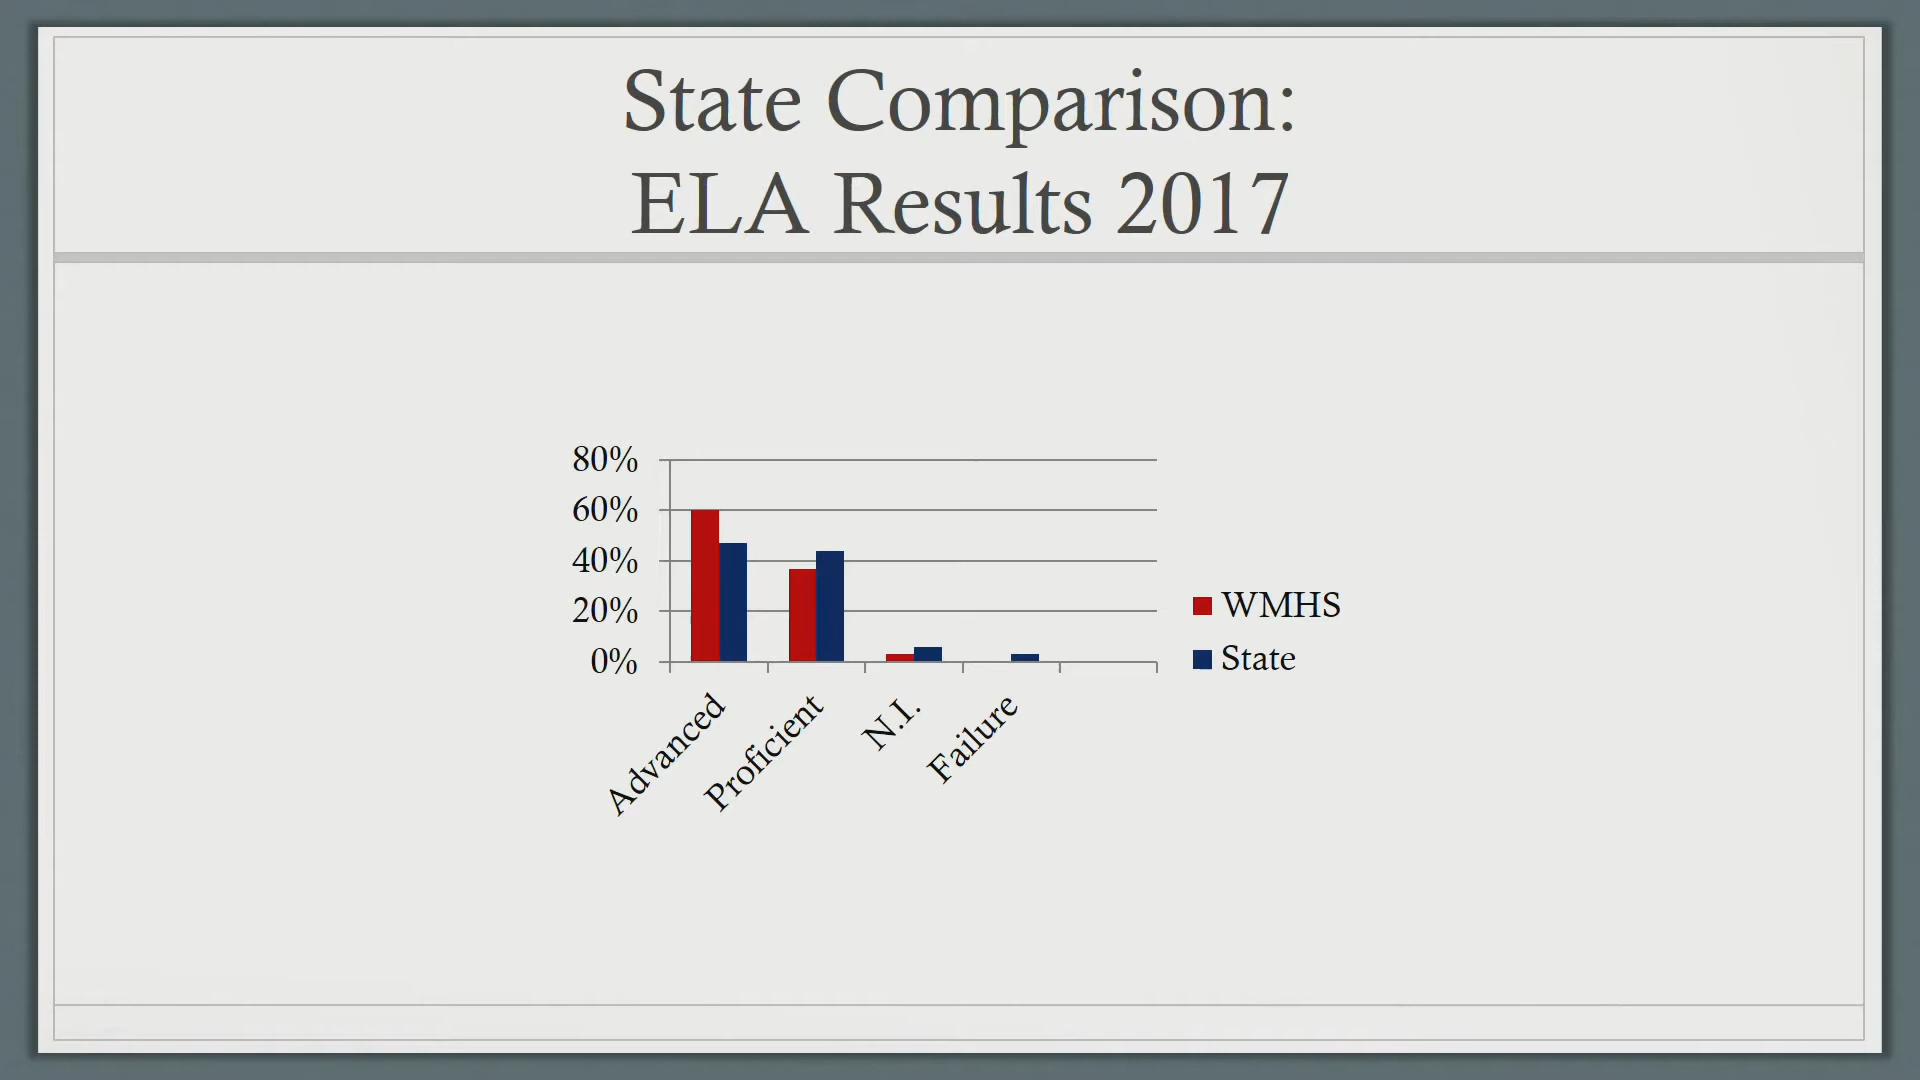 State Comparison:
ELA Results 2017
80%
60%
40%
20%
0%
Advanced
Proficient
N.I.
Failure
WMHS
State